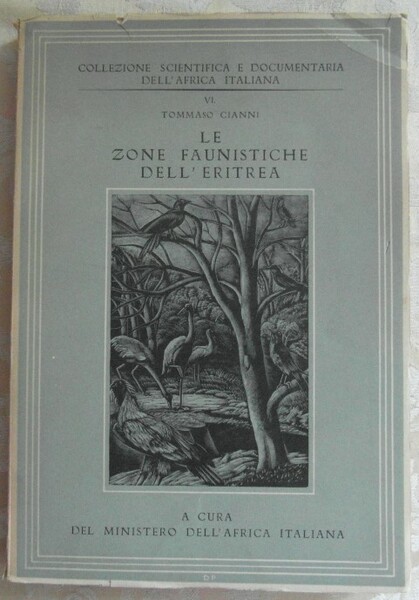 COLLEZIONE SCIENTIFICA E DOCUMENTARIA
DELL'AFRICA ITALIANA
VI.
TOMMASO CIANNI
LE
ZONE FAUNISTICHE
DELL'ERITREA
A CURA
DEL MINISTERO DELL'AFRICA ITALIANA